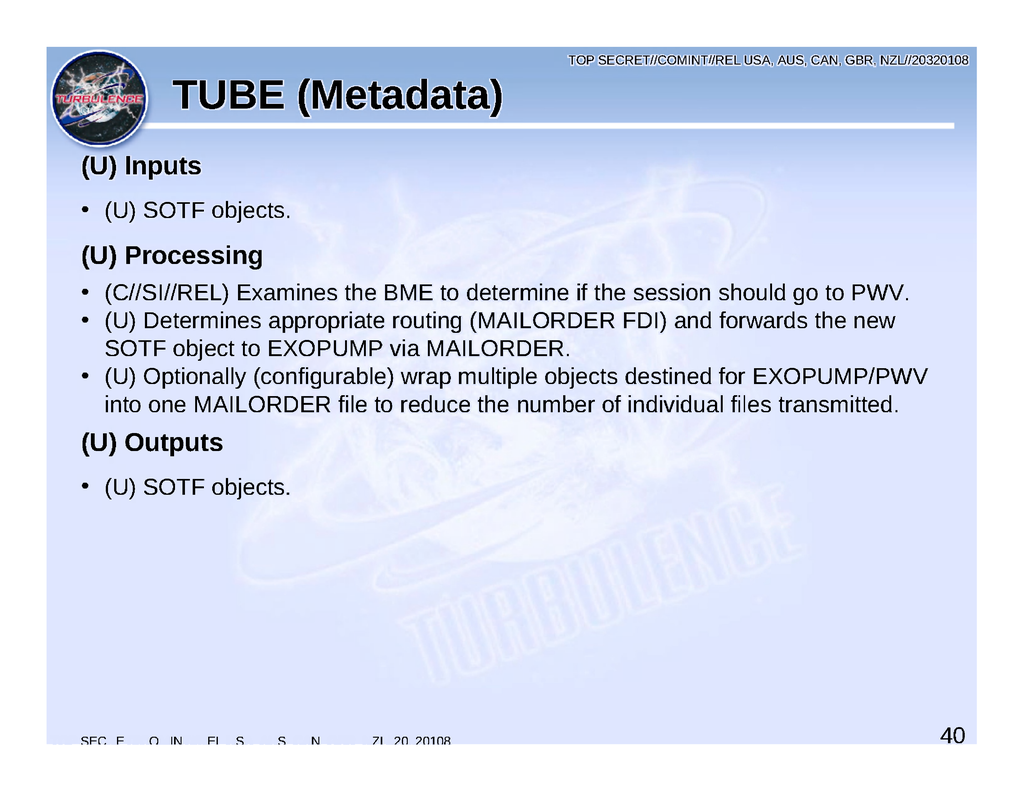 TOP SECRET//COMINT//REL USA, AUS, CAN, GBR, NZL//20320108
TURBULENCE
TUBE (Metadata)
(U) Inputs
• (U) SOTF objects.
(U) Processing
• (C//SI//REL) Examines the BME to determine if the session should go to PWV.
• (U) Determines appropriate routing (MAILORDER FDI) and forwards the new
SOTF object to EXOPUMP via MAILORDER.
• (U) Optionally (configurable) wrap multiple objects destined for EXOPUMP/PWV
into one MAILORDER file to reduce the number of individual files transmitted.
(U) Outputs
• (U) SOTF objects.
TURBULENCE
40